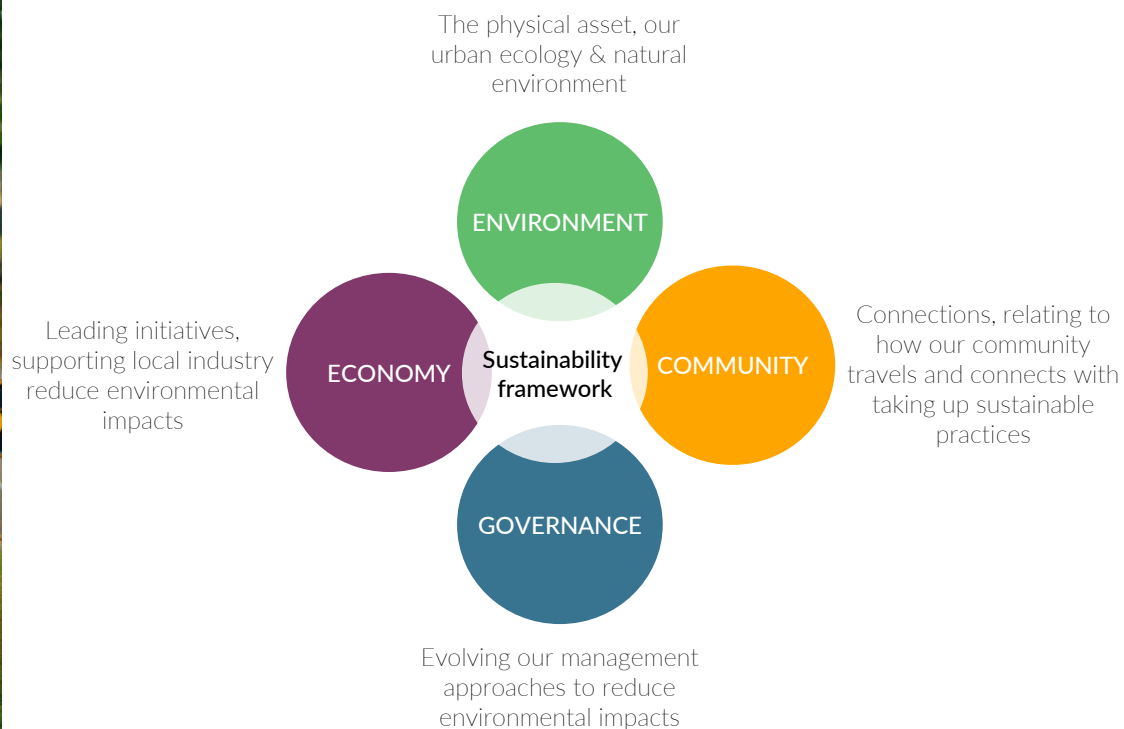 The physical asset, our
urban ecology & natural
environment
ENVIRONMENT
Leading initiatives,
supporting local industry
reduce environmental
impacts
ECONOMY
Sustainability
framework
COMMUNITY
Connections, relating to
how our community
travels and connects with
taking up sustainable
practices
GOVERNANCE
Evolving our management
approaches to reduce
environmental impacts